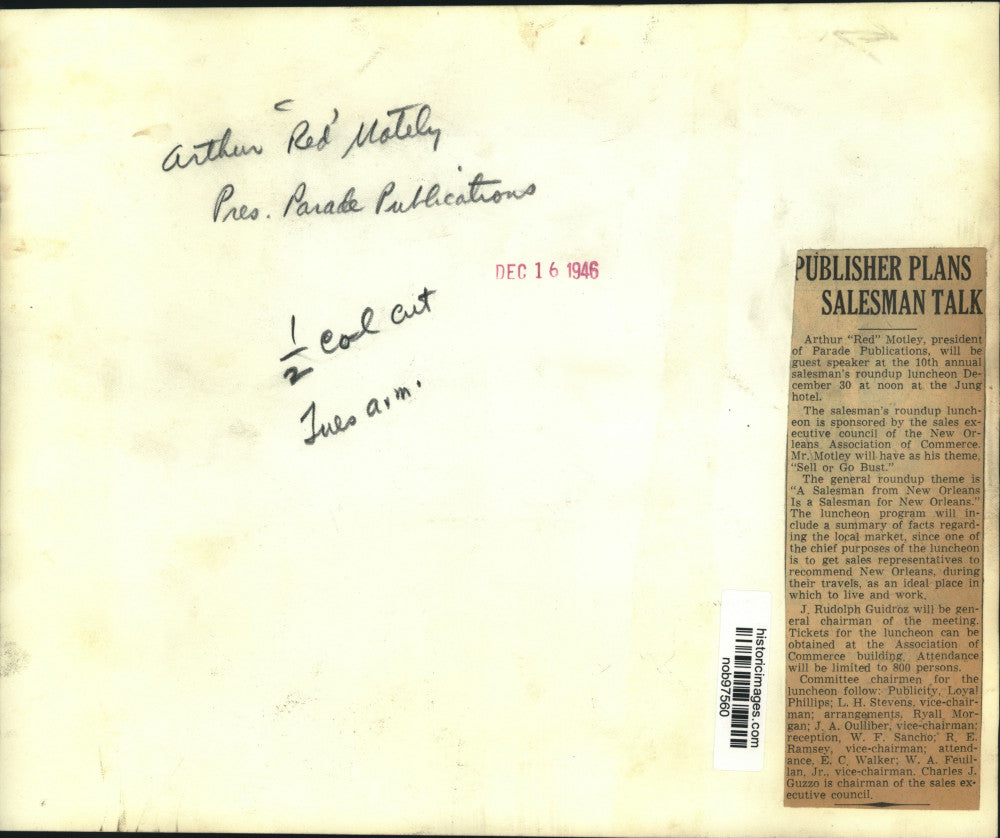 Arthur "Red" Motely
Pres. Parade Publications
DEC 16 1946
1/2 col cut
Tues a.m.
PUBLISHER PLANS
SALESMAN TALK
Arthur "Red" Motley, president
of Parade Publications, will be
guest speaker at the 10th annual
salesman's roundup luncheon De-
cember 30 at noon at the Jung
hotel.
The salesman's roundup lunch-
eon is sponsored by the sales ex-
ecutive council of the New Or-
leans Association of Commerce.
Mr. Motley will have as his theme,
"Sell or Go Bust."
The general roundup theme is
"A Salesman from New Orleans
Is a Salesman for New Orleans."
The luncheon program will in-
clude a summary of facts regard-
ing the local market, since one of
the chief purposes of the luncheon
is to get sales representatives to
recommend New Orleans, during
their travels, as an ideal place in
which to live and work.
J. Rudolph Guidroz will be gen-
eral chairman of the meeting.
Tickets for the luncheon can be
obtained at the Association of
Commerce building. Attendance
will be limited to 800 persons.
Committee chairmen for the
luncheon follow: Publicity, Loyal
Phillips; L. H. Stevens, vice-chair-
man; arrangements, Ryall Mor-
gan; J. A. Oulliber, vice-chairman;
reception, W. F. Sancho; R. E.
Ramsey, vice-chairman; attend-
ance, E. C. Walker; W. A. Feuil-
lan, Jr., vice-chairman. Charles J.
Guzzo is chairman of the sales ex-
ecutive council.
historicimages.com
nob97560